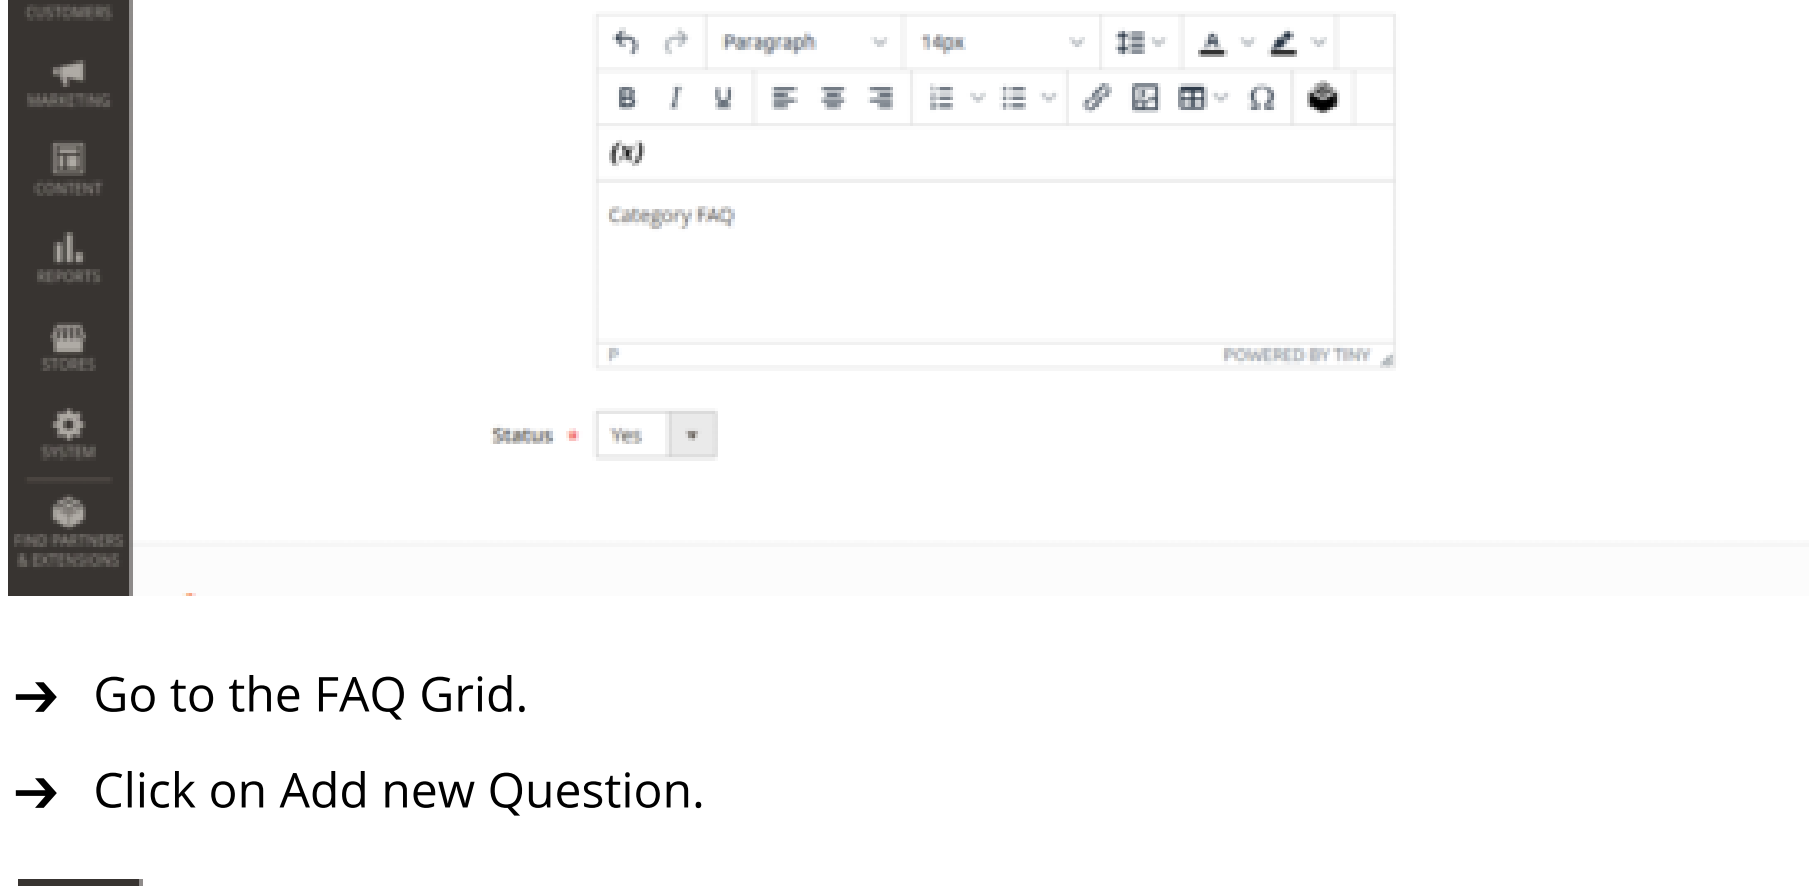 CUSTOMERS
MARKETING
CONTENT
REPORTS
STORES
SYSTEM
FIND PARTNERS
& EXTENSIONS
Paragraph 14px A
B I U Ω
(x)
Category FAQ
P POWERED BY TINY
Status * Yes
➔ Go to the FAQ Grid.
➔ Click on Add new Question.